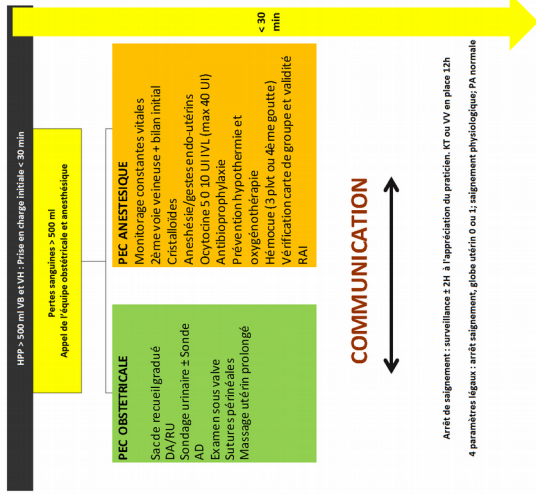 HPP > 500 ml VB et VH : Prise en charge initiale < 30 min
< 30
min
Pertes sanguines > 500 ml
Appel de l'équipe obstétricale et anesthésique
PEC OBSTETRICALE
Sac de recueil gradué
DA/RU
Sondage urinaire ± Sonde
AD
Examen sous valve
Sutures périnéales
Massage utérin prolongé
PEC ANESTESIQUE
Monitorage constantes vitales
2ème voie veineuse + bilan initial
Cristalloïdes
Aneshésie/gestes endo-utérins
Ocytocine 5 0 10 UI IVL (max 40 UI)
Antibioprophylaxie
Prévention hypothermie et
oxygénothérapie
Hémocue (3 plvt ou 4ème goutte)
Vérification carte de groupe et validité
RAI
COMMUNICATION
Arrêt de saignement : surveillance ± 2H à l'appréciation du praticien. KT ou VV en place 12h
4 paramètres légaux : arrêt saignement, globe utérin 0 ou 1; saignement physiologique; PA normale